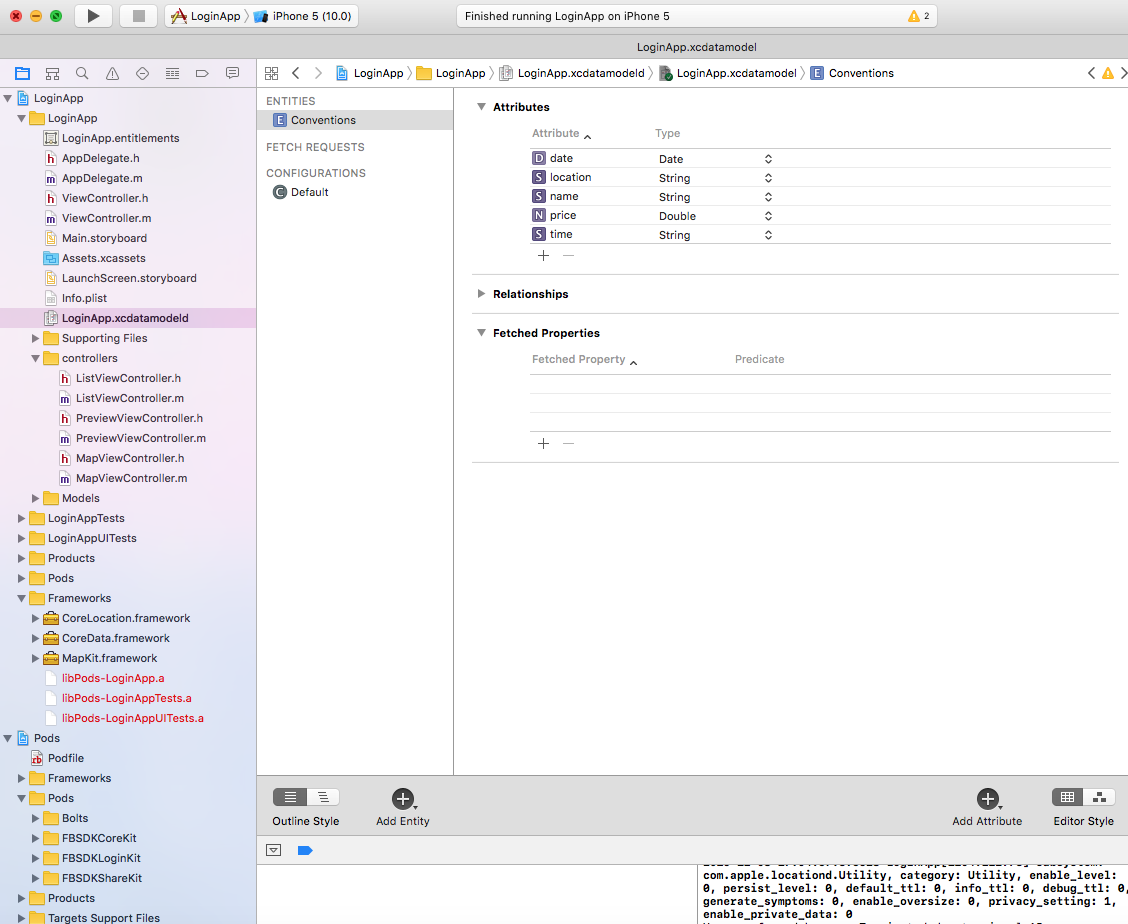 LoginApp
iPhone 5 (10.0)
Finished running LoginApp on iPhone 5
2
LoginApp.xcdatamodel
LoginApp
LoginApp
LoginApp.xcdatamodeld
LoginApp.xcdatamodel
E
Conventions
LoginApp
LoginApp
LoginApp.entitlements
h AppDelegate.h
m AppDelegate.m
h ViewController.h
m ViewController.m
Main.storyboard
Assets.xcassets
LaunchScreen.storyboard
Info.plist
LoginApp.xcdatamodeld
Supporting Files
controllers
h ListViewController.h
m ListViewController.m
h PreviewViewController.h
m PreviewViewController.m
h MapViewController.h
m MapViewController.m
Models
LoginAppTests
LoginAppUITests
Products
Pods
Frameworks
CoreLocation.framework
CoreData.framework
MapKit.framework
libPods-LoginApp.a
libPods-LoginAppTests.a
libPods-LoginAppUITests.a
Pods
rb Podfile
Frameworks
Pods
Bolts
FBSDKCoreKit
FBSDKLoginKit
FBSDKShareKit
Products
Targets Support Files
ENTITIES
E Conventions
FETCH REQUESTS
CONFIGURATIONS
C Default
Attributes
Attribute Type
D date Date
S location String
S name String
N price Double
S time String
Relationships
Fetched Properties
Fetched Property Predicate
Outline Style
Add Entity
Add Attribute
Editor Style
com.apple.locationd.Utility, category: Utility, enable_level:
0, persist_level: 0, default_ttl: 0, info_ttl: 0, debug_ttl: 0,
generate_symptoms: 0, enable_oversize: 0, privacy_setting: 1,
enable_private_data: 0